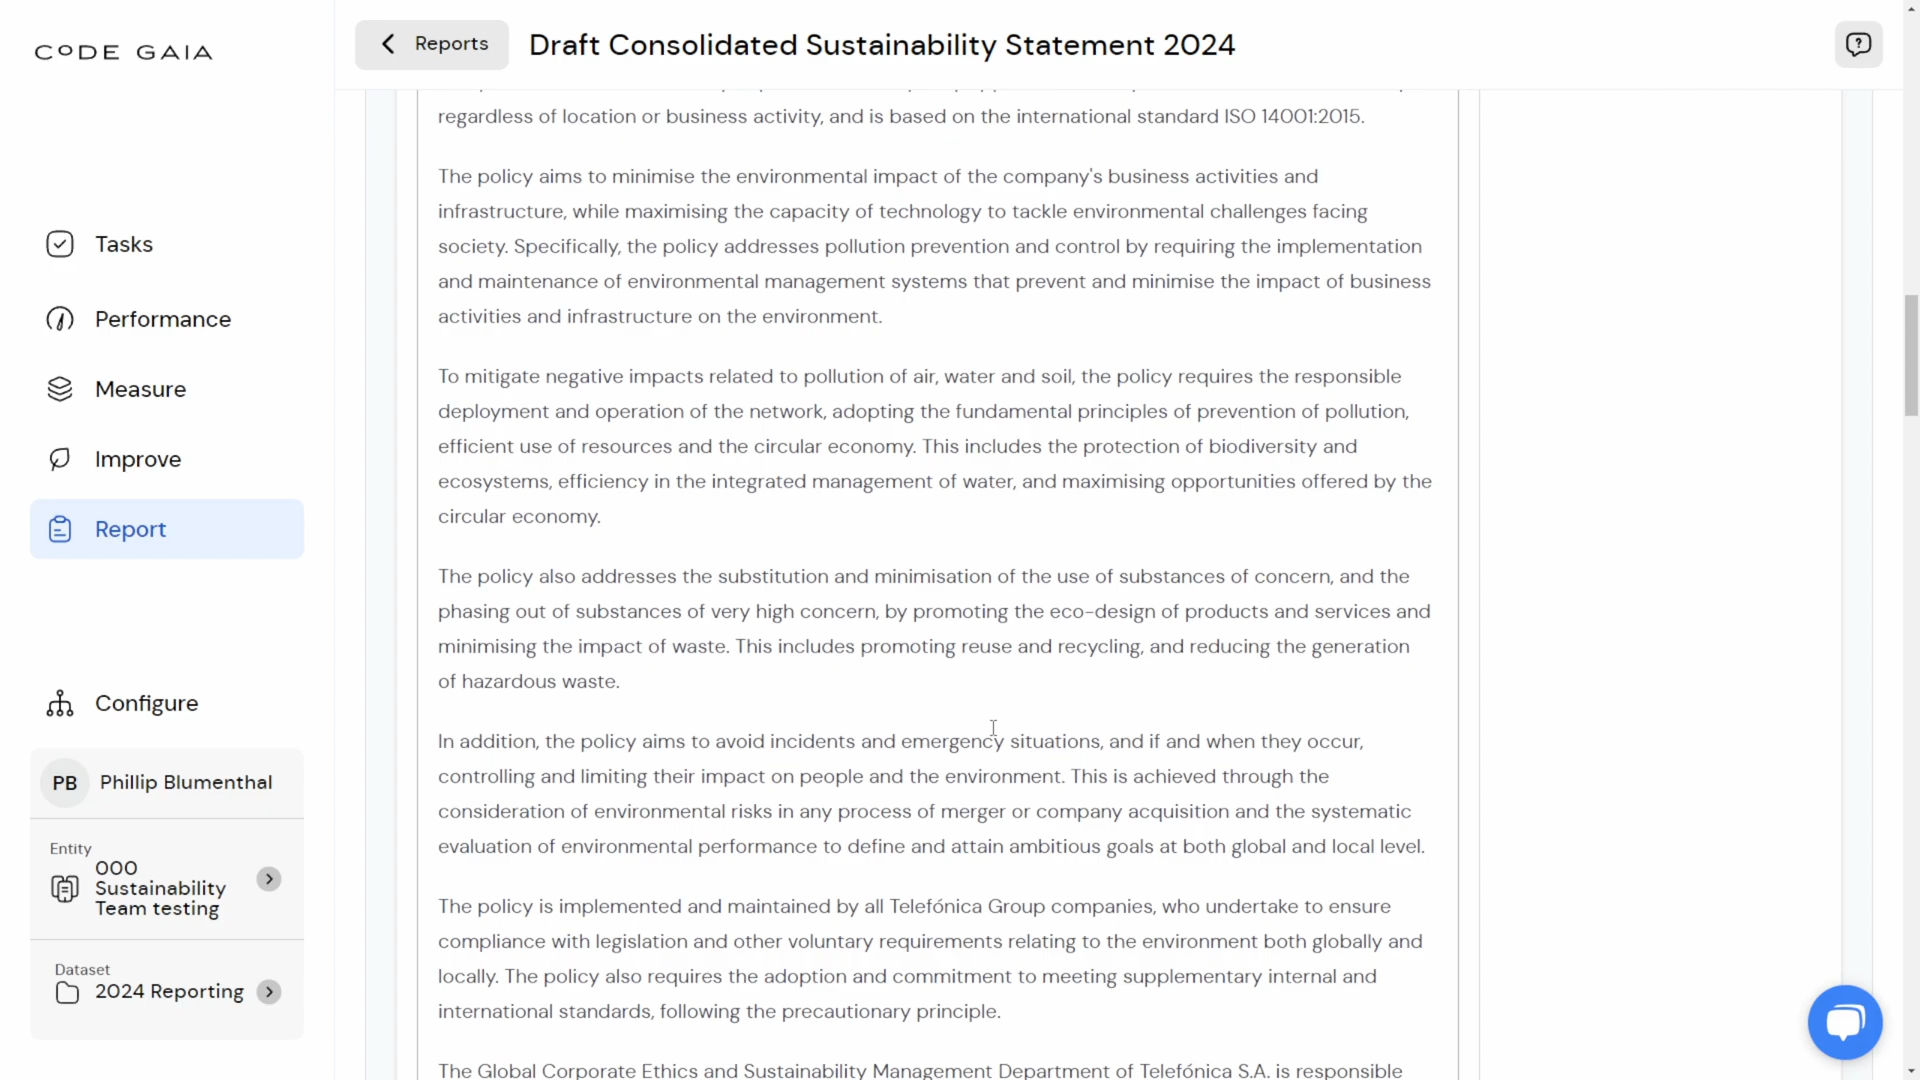 CODE GAIA
Reports
Draft Consolidated Sustainability Statement 2024
Tasks
Performance
Measure
Improve
Report
Configure
PB
Phillip Blumenthal
Entity
000
Sustainability
Team testing
Dataset
2024 Reporting
regardless of location or business activity, and is based on the international standard ISO 14001:2015.
The policy aims to minimise the environmental impact of the company's business activities and
infrastructure, while maximising the capacity of technology to tackle environmental challenges facing
society. Specifically, the policy addresses pollution prevention and control by requiring the implementation
and maintenance of environmental management systems that prevent and minimise the impact of business
activities and infrastructure on the environment.
To mitigate negative impacts related to pollution of air, water and soil, the policy requires the responsible
deployment and operation of the network, adopting the fundamental principles of prevention of pollution,
efficient use of resources and the circular economy. This includes the protection of biodiversity and
ecosystems, efficiency in the integrated management of water, and maximising opportunities offered by the
circular economy.
The policy also addresses the substitution and minimisation of the use of substances of concern, and the
phasing out of substances of very high concern, by promoting the eco-design of products and services and
minimising the impact of waste. This includes promoting reuse and recycling, and reducing the generation
of hazardous waste.
In addition, the policy aims to avoid incidents and emergency situations, and if and when they occur,
controlling and limiting their impact on people and the environment. This is achieved through the
consideration of environmental risks in any process of merger or company acquisition and the systematic
evaluation of environmental performance to define and attain ambitious goals at both global and local level.
The policy is implemented and maintained by all Telefónica Group companies, who undertake to ensure
compliance with legislation and other voluntary requirements relating to the environment both globally and
locally. The policy also requires the adoption and commitment to meeting supplementary internal and
international standards, following the precautionary principle.
The Global Corporate Ethics and Sustainability Management Department of Telefónica S.A. is responsible